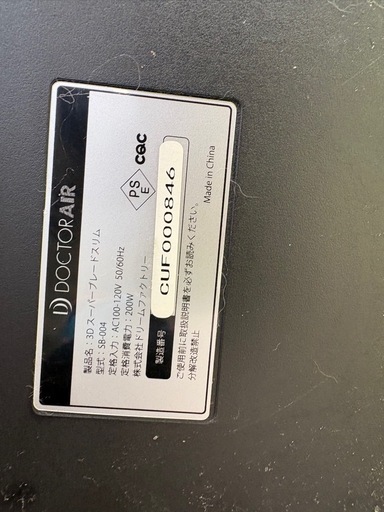 DOCTORAIR
製品名：3Dスーパーブレードスリム
型式：SB-004
定格入力：AC100-120V 50/60Hz
定格消費電力：200W
株式会社ドリームファクトリー
PS
E
CQC
製造番号
CUF000846
ご使用前に取扱説明書を必ずお読みください。
分解改造禁止
Made in China